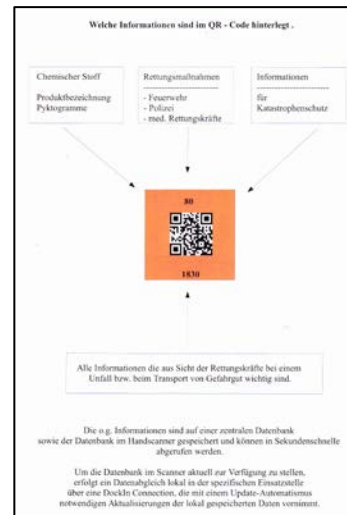 Welche Informationen sind im QR - Code hinterlegt .
Chemischer Stoff
Produktbezeichnung
Pyktogramme
Rettungsmaßnahmen
- Feuerwehr
- Polizei
- med. Rettungskräfte
Informationen
für
Katastrophenschutz
80
1830
Alle Informationen die aus Sicht der Rettungskräfte bei einem
Unfall bzw. beim Transport von Gefahrgut wichtig sind.
Die o.g. Informationen sind auf einer zentralen Datenbank
sowie der Datenbank im Handscanner gespeichert und können in Sekundenschnelle
abgerufen werden.
Um die Datenbank im Scanner aktuell zur Verfügung zu stellen,
erfolgt ein Datenabgleich lokal in der spezifischen Einsatzstelle
über eine DockIn Connection, die mit einem Update-Automatismus
notwendigen Aktualisierungen der lokal gespeicherten Daten vornimmt.